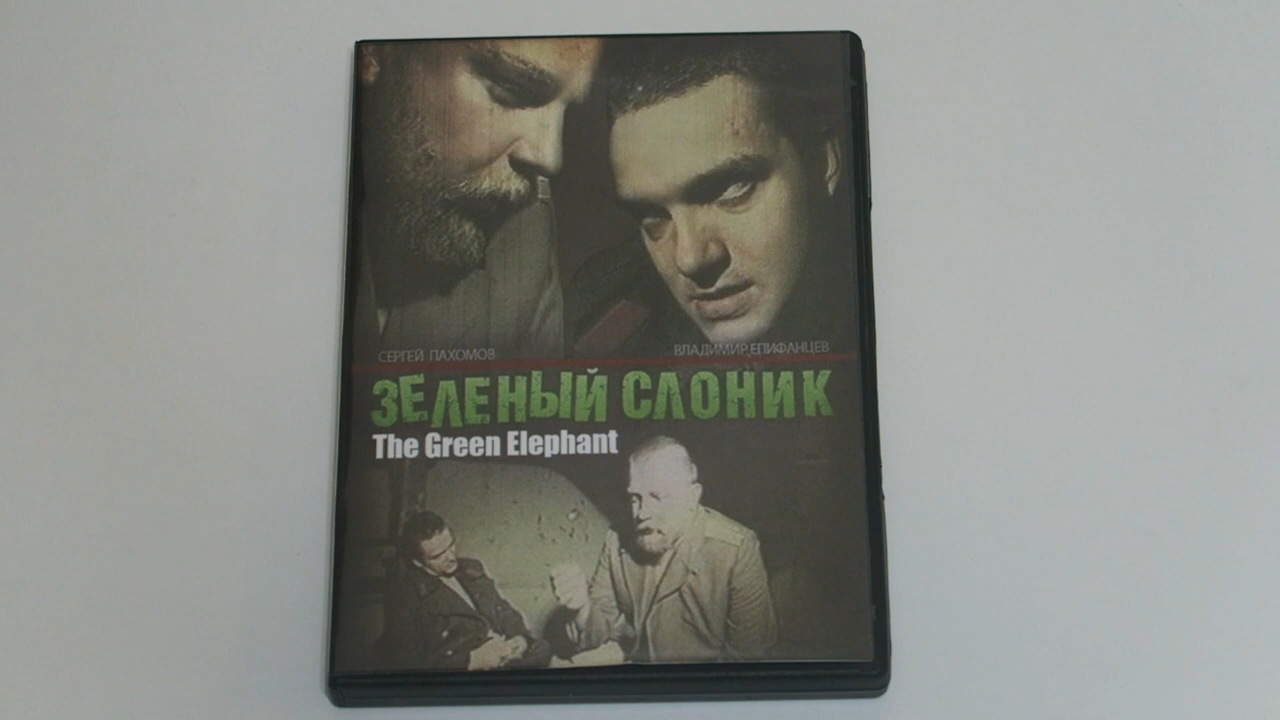 СЕРГЕЙ ПАХОМОВ
ВЛАДИМИР ЕПИФАНЦЕВ
ЗЕЛЕНЫЙ СЛОНИК
The Green Elephant